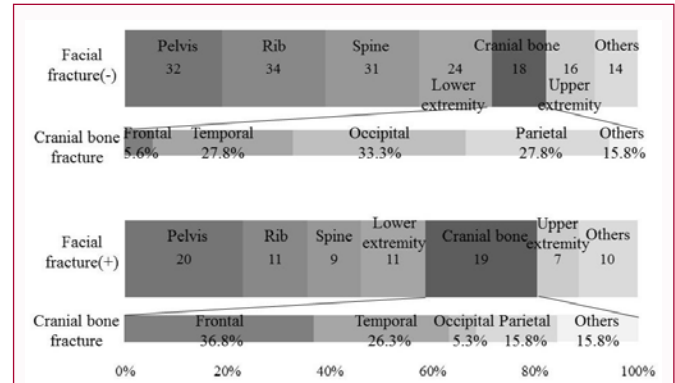 Pelvis Rib Spine Cranial bone Others
Facial
fracture(-)
32 34 31 24 18 16 14
Lower
extremity
Upper
extremity
Cranial bone
fracture
Frontal Temporal Occipital Parietal Others
5.6% 27.8% 33.3% 27.8% 15.8%
Facial
fracture(+)
Pelvis Rib Spine Lower
extremity Cranial bone Upper
extremity Others
20 11 9 11 19 7 10
Cranial bone
fracture
Frontal Temporal Occipital Parietal Others
36.8% 26.3% 5.3% 15.8% 15.8%
0% 20% 40% 60% 80% 100%